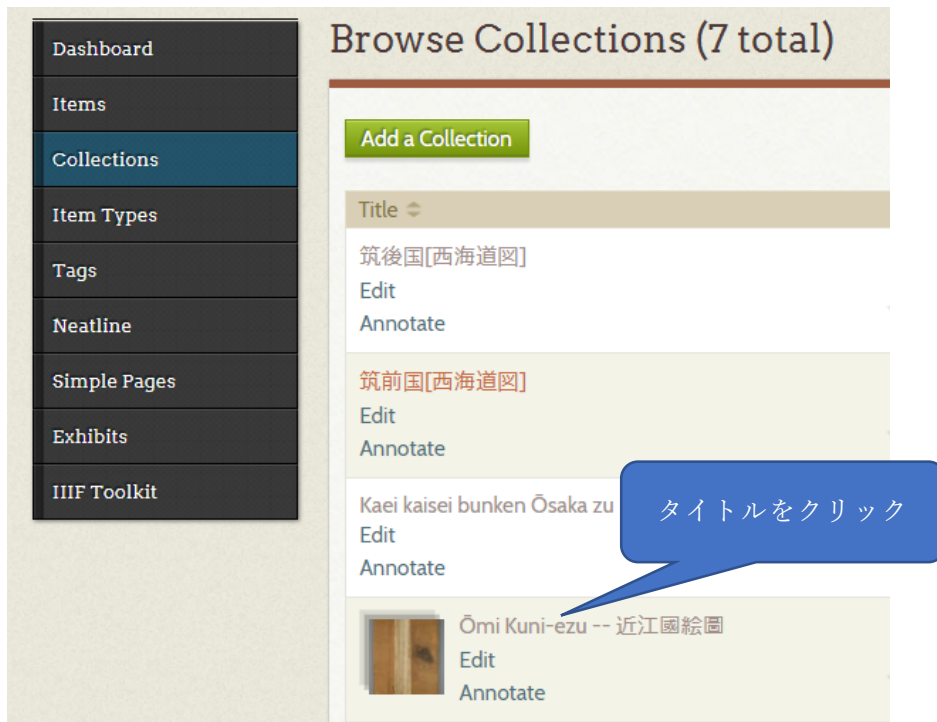 Dashboard
Items
Collections
Item Types
Tags
Neatline
Simple Pages
Exhibits
IIIF Toolkit
Browse Collections (7 total)
Add a Collection
Title
筑後国[西海道図]
Edit
Annotate
筑前国[西海道図]
Edit
Annotate
Kaei kaisei bunken Ōsaka zu
Edit
Annotate
タイトルをクリック
Ōmi Kuni-ezu -- 近江國絵圖
Edit
Annotate